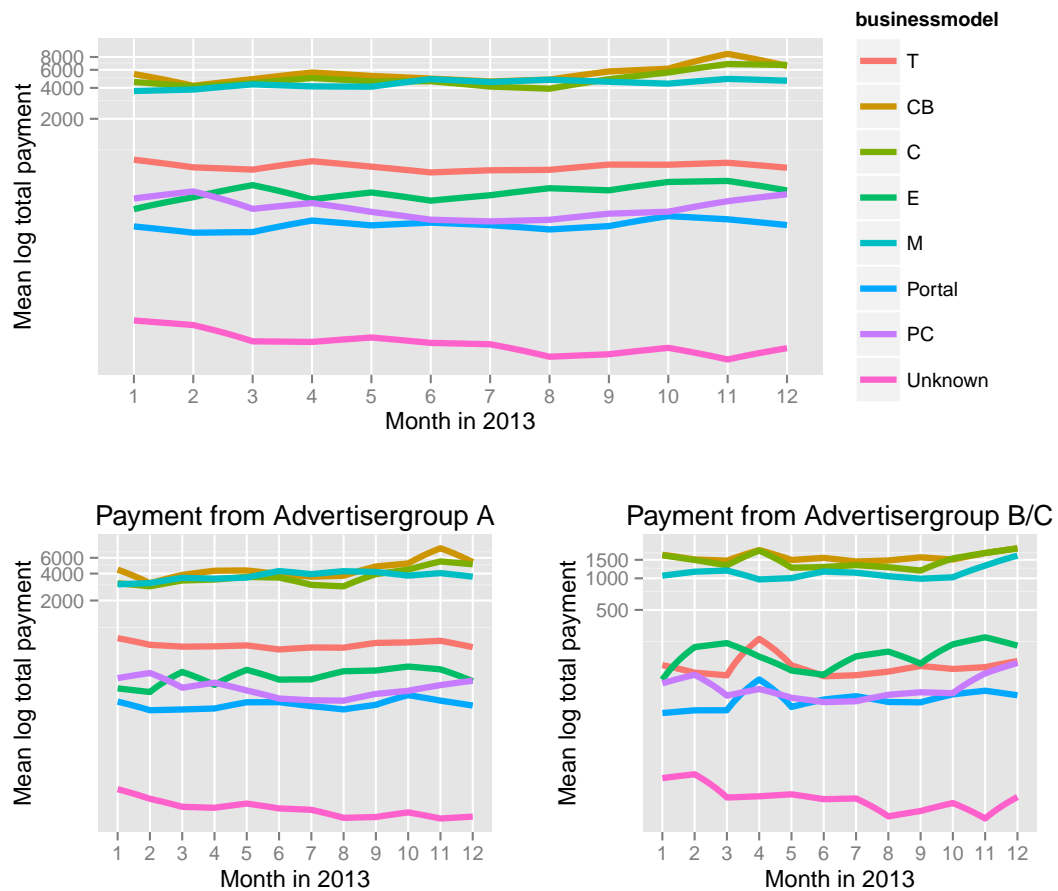 businessmodel
T
CB
C
E
M
Portal
PC
Unknown
Mean log total payment
8000
6000
4000
2000
1 2 3 4 5 6 7 8 9 10 11 12
Month in 2013
Payment from Advertisergroup A
Mean log total payment
6000
4000
2000
1 2 3 4 5 6 7 8 9 10 11 12
Month in 2013
Payment from Advertisergroup B/C
Mean log total payment
1500
1000
500
1 2 3 4 5 6 7 8 9 10 11 12
Month in 2013